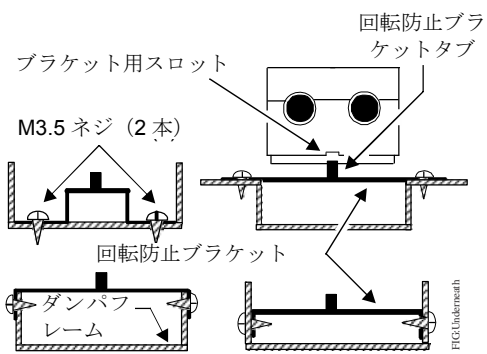 回転防止ブラ
ケットタブ
ブラケット用スロット
M3.5 ネジ（2 本）
回転防止ブラケット
ダンパフ
レーム
FIG:Underneath